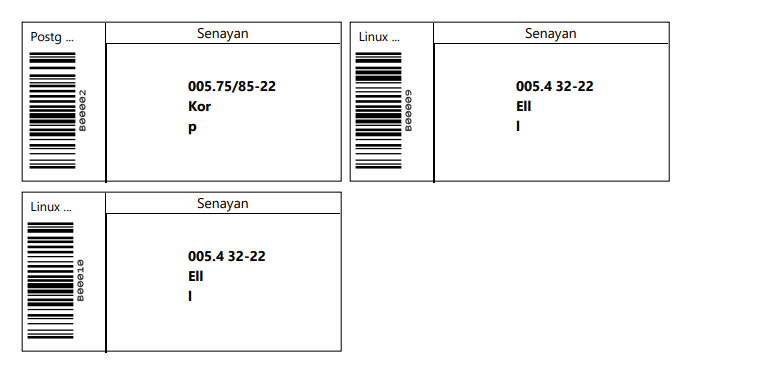 Postg ...
Senayan
B00002
005.75/85-22
Kor
p
Linux ...
Senayan
B00009
005.4 32-22
Ell
l
Linux ...
Senayan
B00010
005.4 32-22
Ell
l